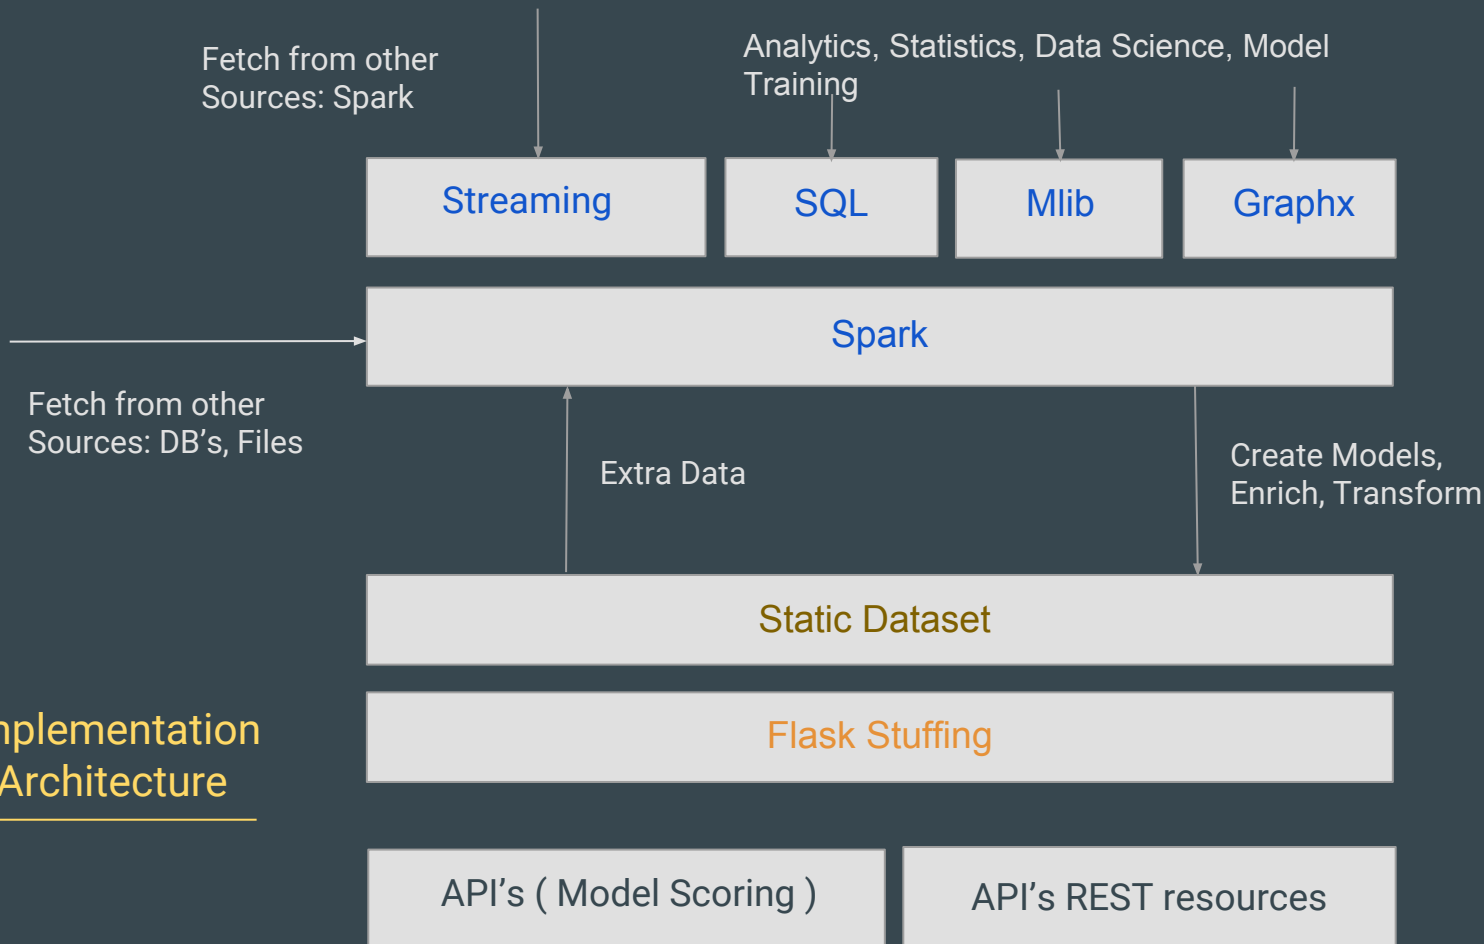 Fetch from other
Sources: Spark
Analytics, Statistics, Data Science, Model
Training
Streaming
SQL
Mlib
Graphx
Spark
Fetch from other
Sources: DB's, Files
Extra Data
Create Models,
Enrich, Transform
Static Dataset
Flask Stuffing
nplementation
Architecture
API's ( Model Scoring )
API's REST resources